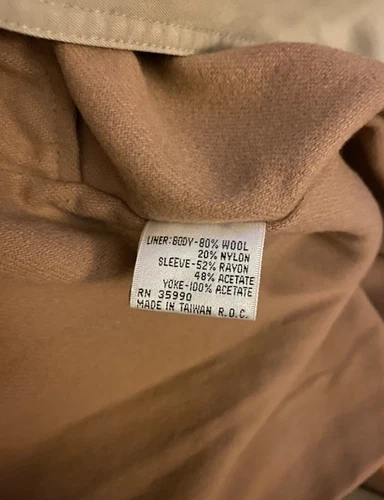 LINER:BODY-80% WOOL
20% NYLON
SLEEVE-52% RAYON
48% ACETATE
YOKE-100% ACETATE
RN 35990
MADE IN TAIWAN R.O.C.